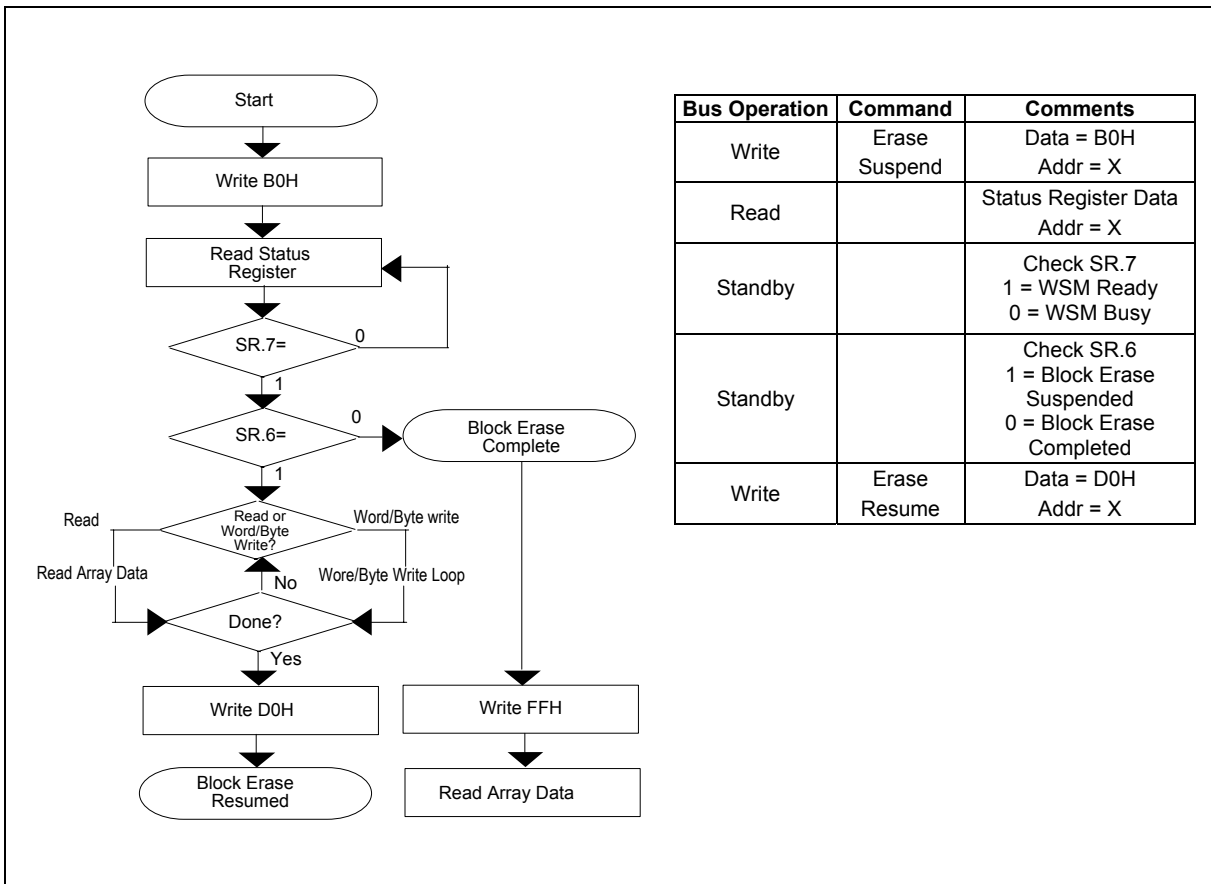 Start
Write B0H
Read Status
Register
SR.7=
0
1
SR.6=
0
Block Erase
Complete
1
Read
Read or
Word/Byte
Write?
Word/Byte write
Read Array Data
No
Wore/Byte Write Loop
Done?
Yes
Write D0H
Write FFH
Block Erase
Resumed
Read Array Data
Bus Operation Command Comments
Write
Erase
Suspend
Data = B0H
Addr = X
Read
Status Register Data
Addr = X
Standby
Check SR.7
1 = WSM Ready
0 = WSM Busy
Standby
Check SR.6
1 = Block Erase
Suspended
0 = Block Erase
Completed
Write
Erase
Resume
Data = D0H
Addr = X